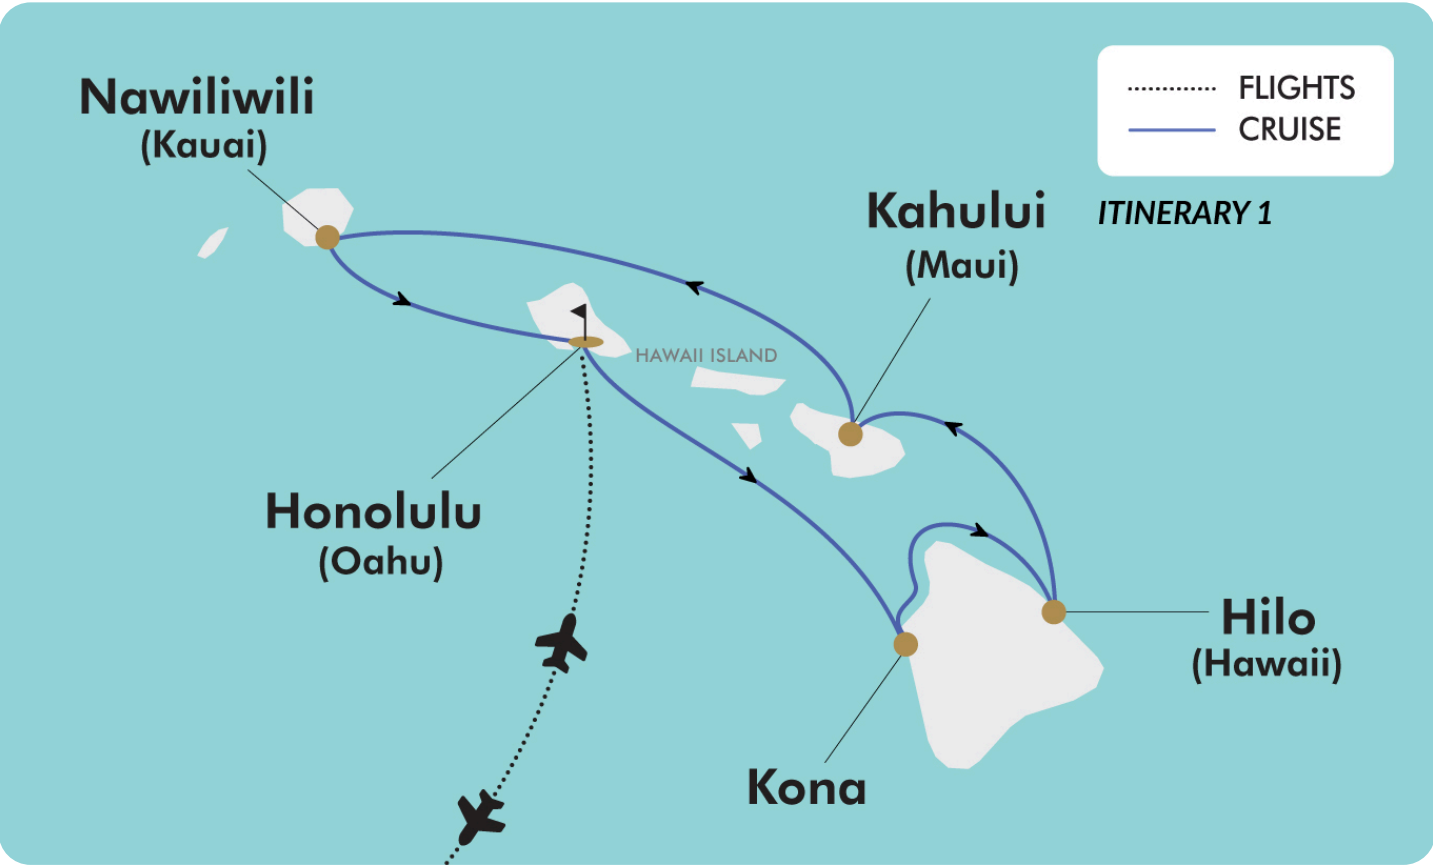 Nawiliwili
(Kauai)
FLIGHTS
CRUISE
ITINERARY 1
Kahului
(Maui)
HAWAII ISLAND
Honolulu
(Oahu)
Hilo
(Hawaii)
Kona